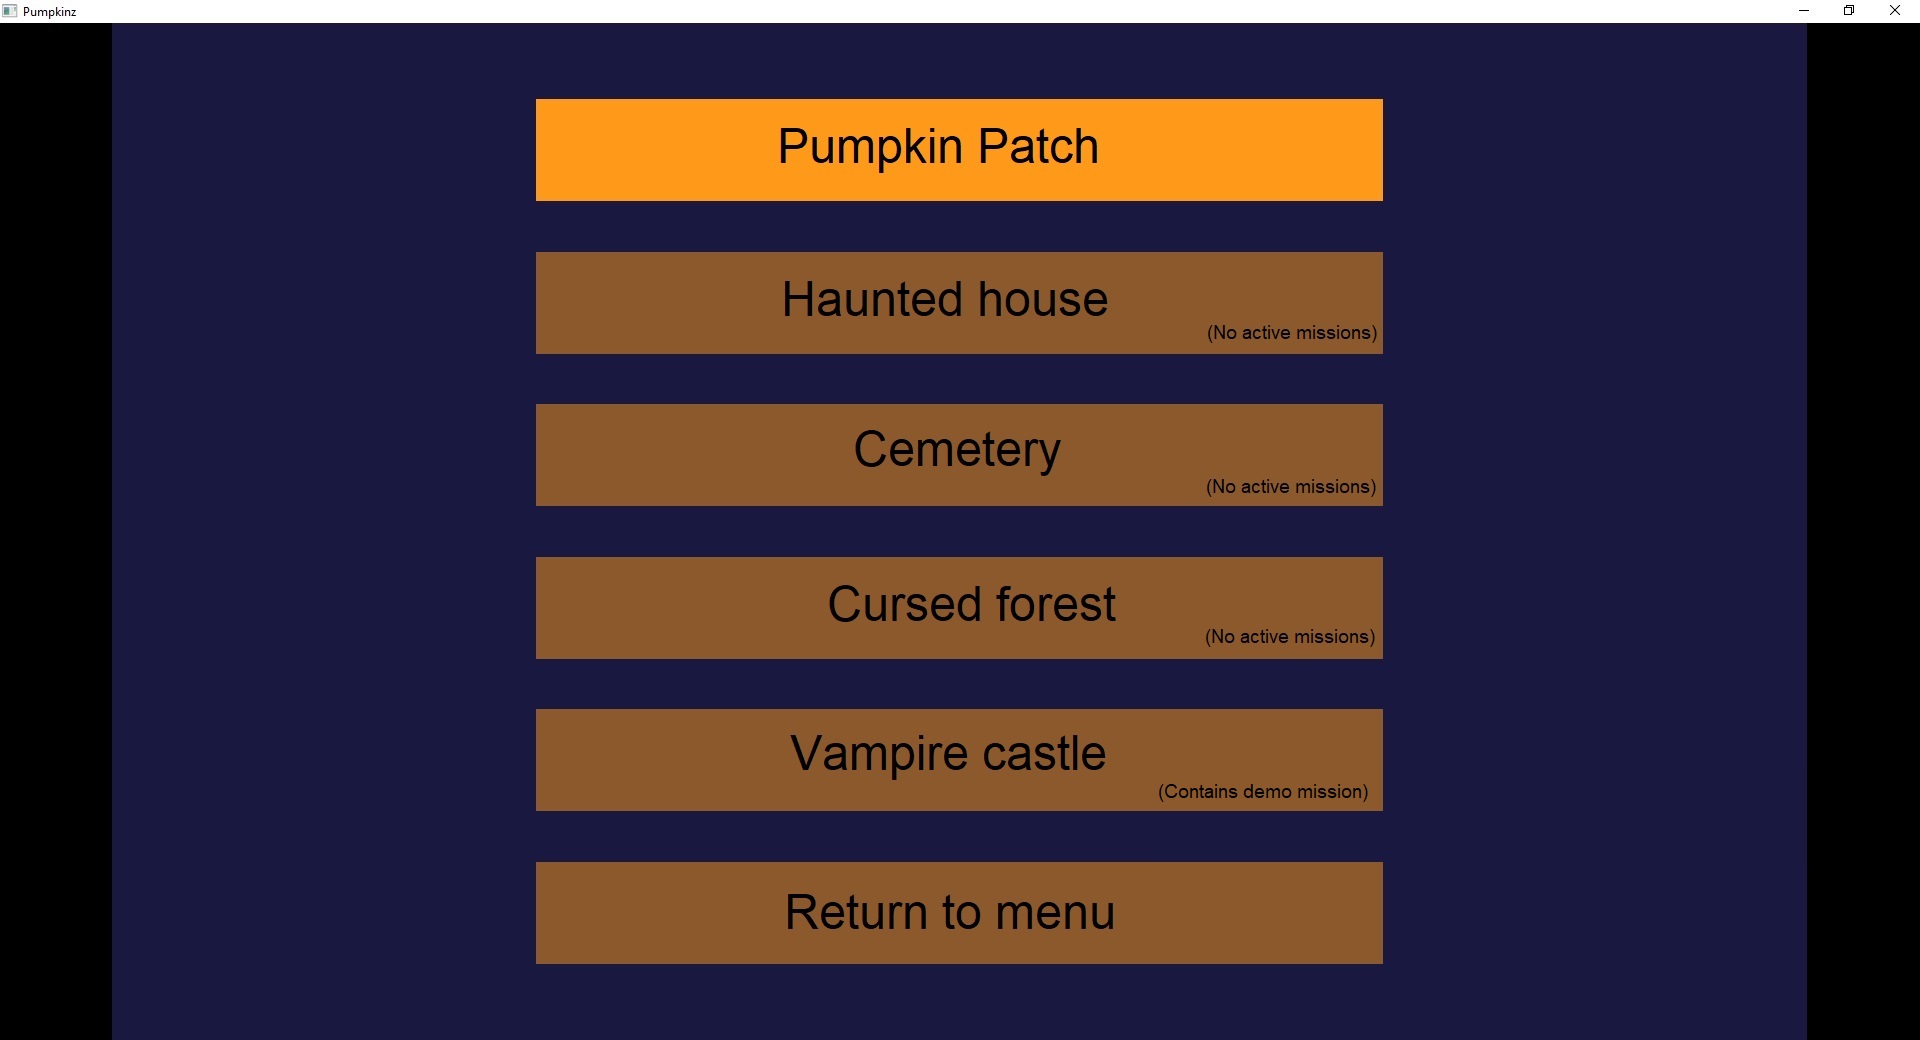 Pumpkinz
Pumpkin Patch
Haunted house
(No active missions)
Cemetery
(No active missions)
Cursed forest
(No active missions)
Vampire castle
(Contains demo mission)
Return to menu